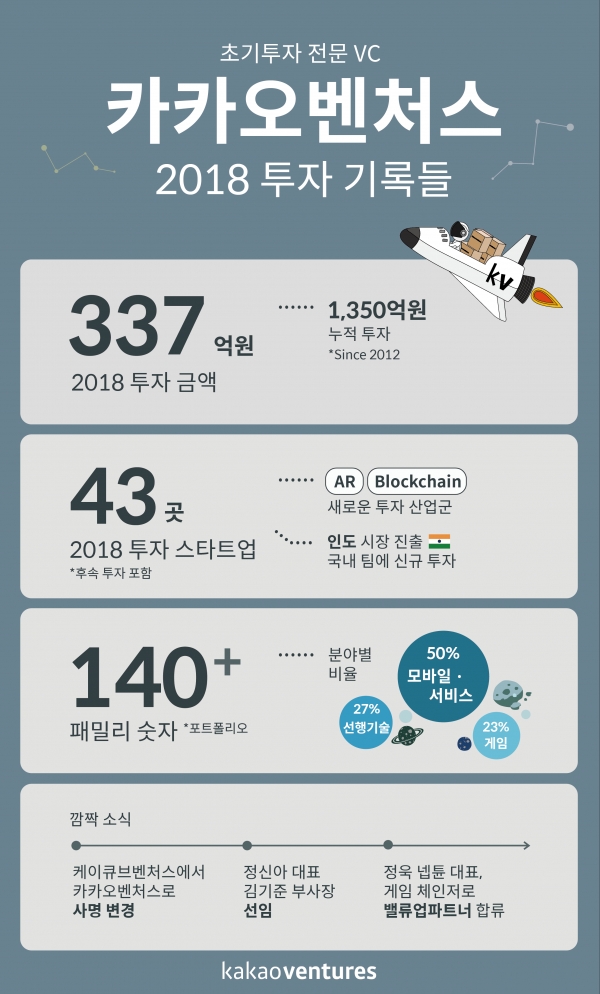 초기투자 전문 VC
카카오벤처스
2018 투자 기록들
kv
337 억원
2018 투자 금액
1,350억원
누적 투자
*Since 2012
43 곳
2018 투자 스타트업
*후속 투자 포함
AR Blockchain
새로운 투자 산업군
인도 시장 진출
국내 팀에 신규 투자
140+
패밀리 숫자 *포트폴리오
분야별
비율
50%
모바일 ·
서비스
27%
선행기술
23%
게임
깜짝 소식
케이큐브벤처스에서
카카오벤처스로
사명 변경
정신아 대표
김기준 부사장
선임
정욱 넵튠 대표,
게임 체인저로
밸류업파트너 합류
kakaoventures